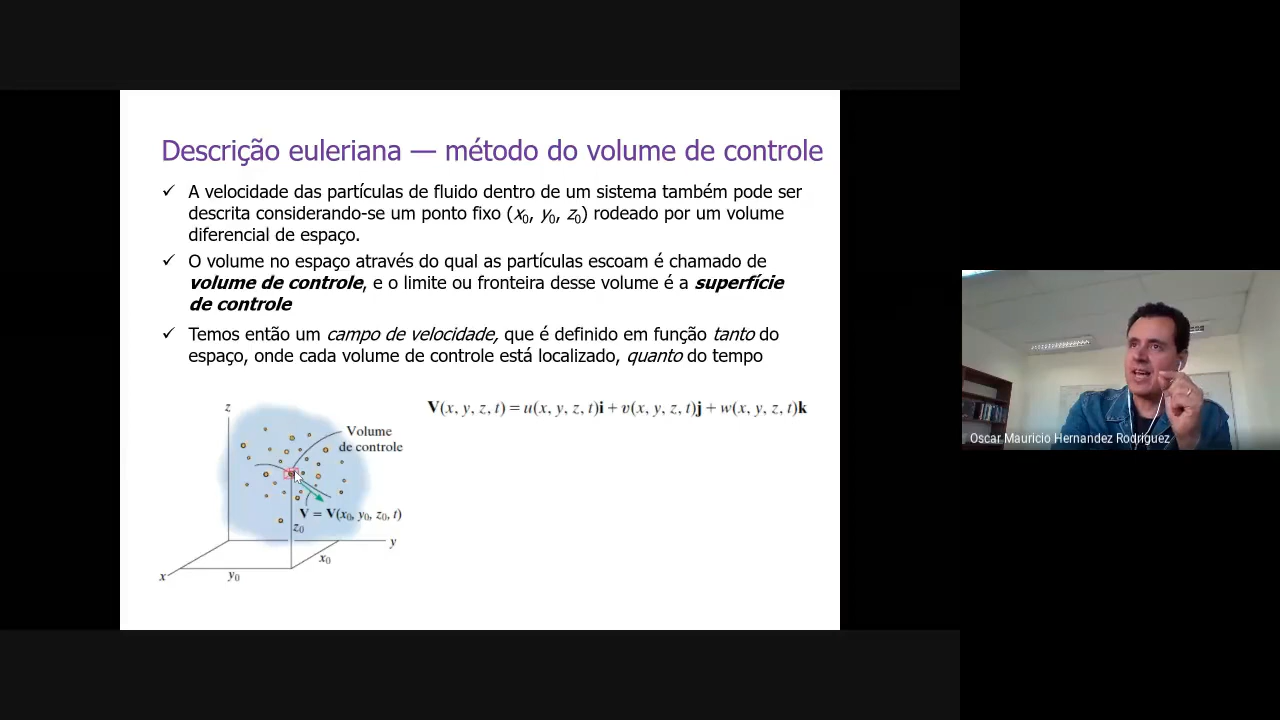 Descrição euleriana — método do volume de controle
✓ A velocidade das partículas de fluido dentro de um sistema também pode ser
descrita considerando-se um ponto fixo (x₀, y₀, z₀) rodeado por um volume
diferencial de espaço.
✓ O volume no espaço através do qual as partículas escoam é chamado de
volume de controle, e o limite ou fronteira desse volume é a superfície
de controle
✓ Temos então um campo de velocidade, que é definido em função tanto do
espaço, onde cada volume de controle está localizado, quanto do tempo
V(x, y, z, t) = u(x, y, z, t)i + v(x, y, z, t)j + w(x, y, z, t)k
z
Volume
de controle
V = V(x₀, y₀, z₀, t)
z₀
y
x₀
x
y₀
Oscar Mauricio Hernandez Rodriguez